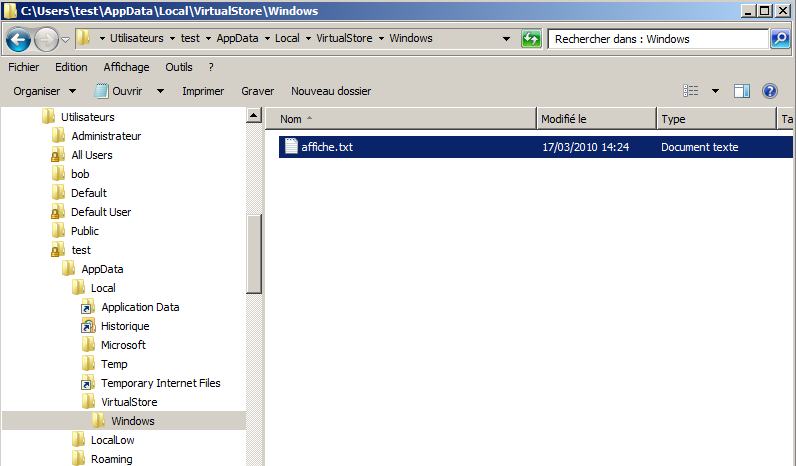 C:\Users\test\AppData\Local\VirtualStore\Windows
Utilisateurs test AppData Local VirtualStore Windows
Rechercher dans : Windows
Fichier Edition Affichage Outils ?
Organiser Ouvrir Imprimer Graver Nouveau dossier
Utilisateurs
Administrateur
All Users
bob
Default
Default User
Public
test
AppData
Local
Application Data
Historique
Microsoft
Temp
Temporary Internet Files
VirtualStore
Windows
LocalLow
Roaming
Nom Modifié le Type Ta
affiche.txt 17/03/2010 14:24 Document texte